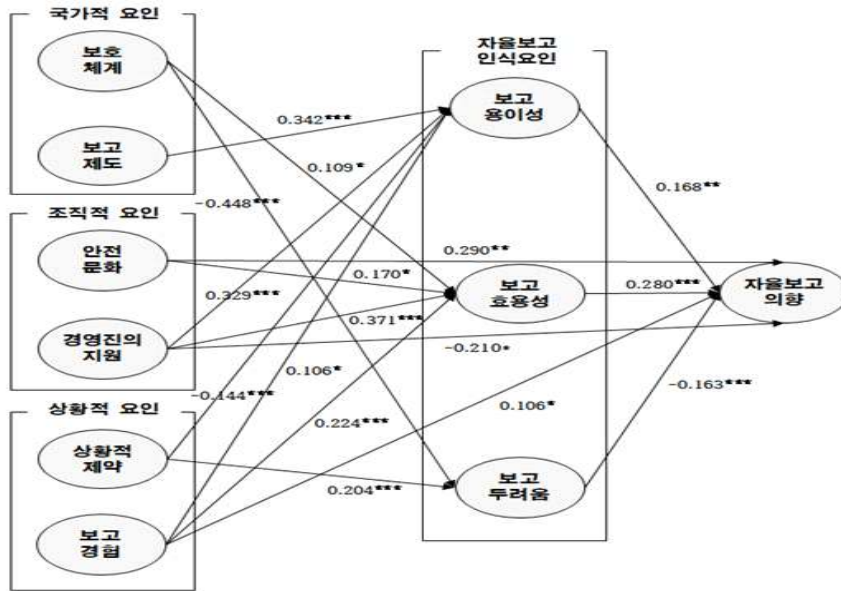 국가적 요인
보호
체계
보고
제도
조직적 요인
안전
문화
경영진의
지원
상황적 요인
상황적
제약
보고
경험
0.342***
0.109*
-0.448***
0.290**
0.170*
0.329***
0.371***
-0.210*
0.106*
-0.144***
0.224***
0.106*
0.204***
자율보고
인식요인
보고
용이성
보고
효용성
보고
두려움
0.168**
0.280***
-0.163***
자율보고
의향